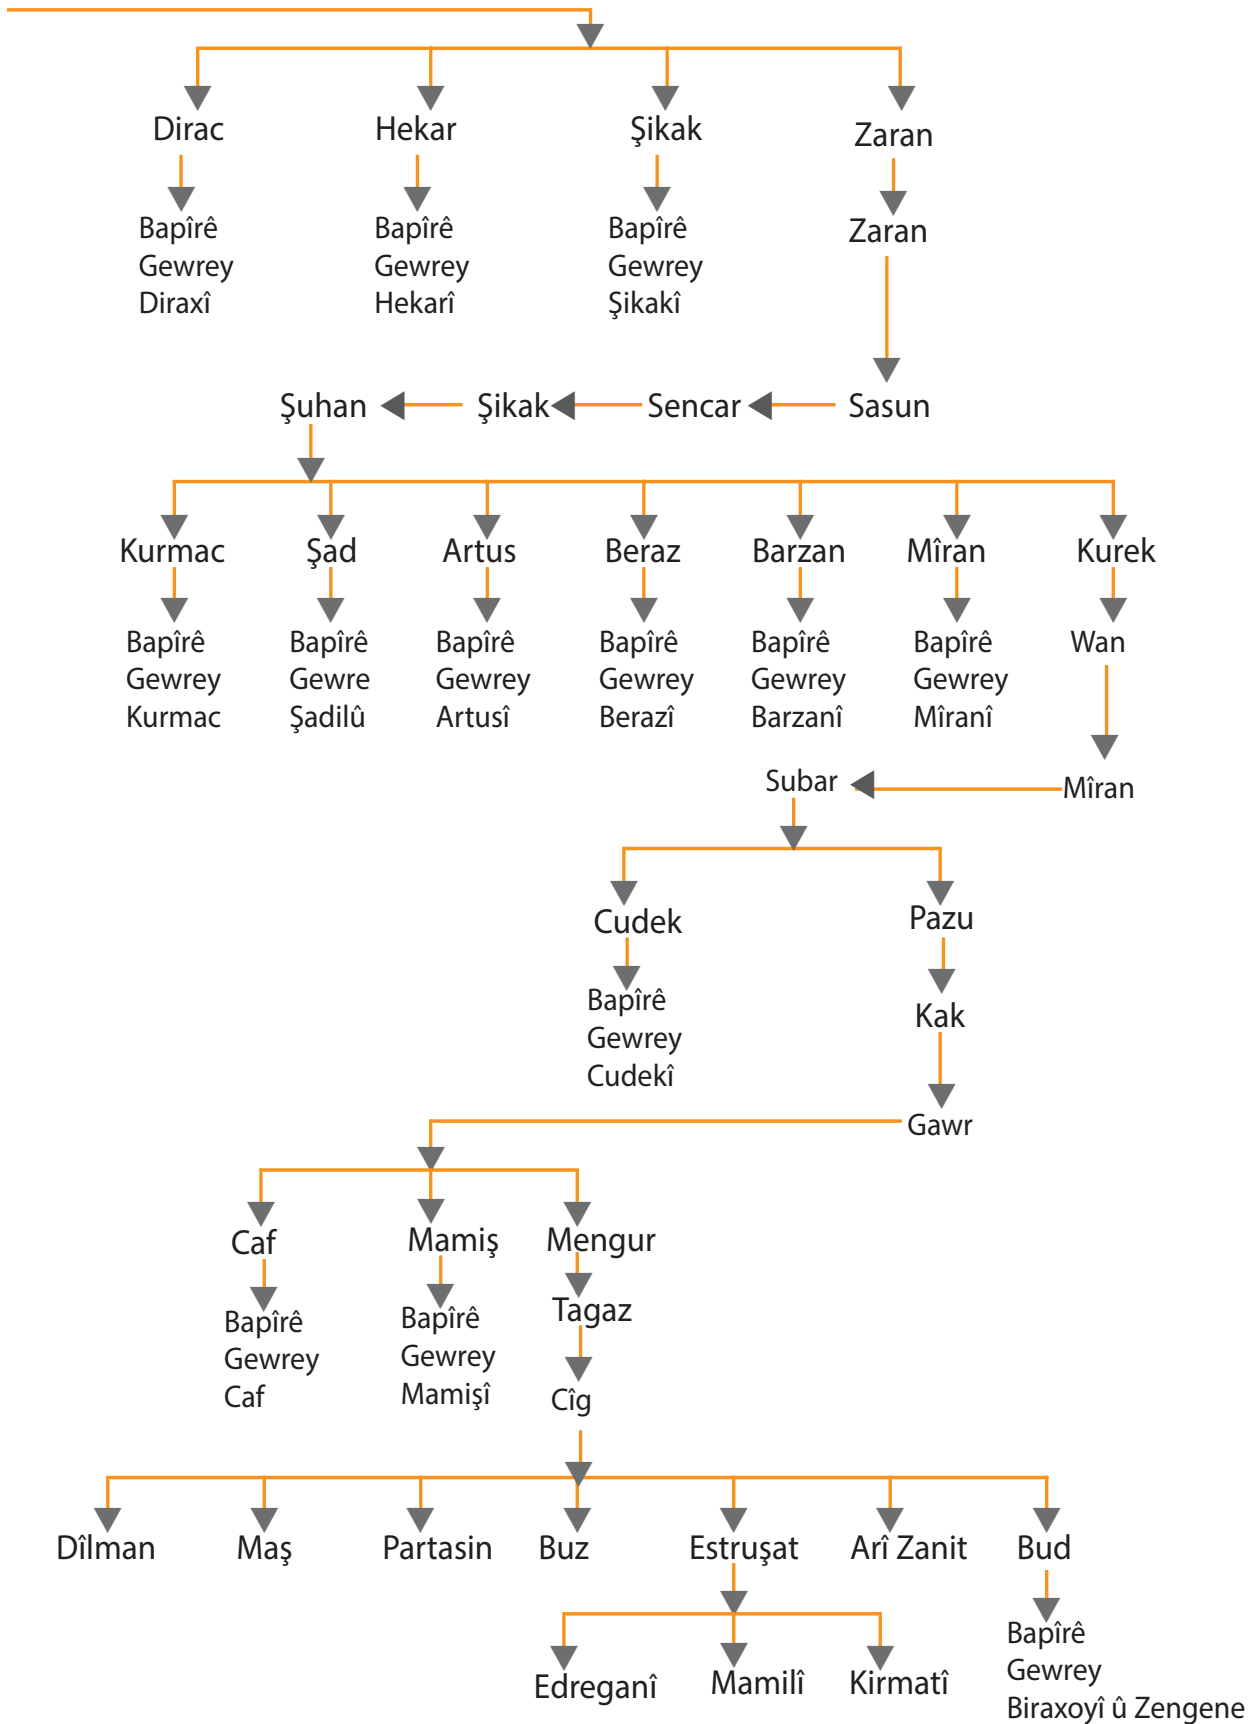 Dirac
Hekar
Şikak
Zaran
Bapîrê
Gewrey
Diraxî
Bapîrê
Gewrey
Hekarî
Bapîrê
Gewrey
Şikakî
Zaran
Şuhan
Şikak
Sencar
Sasun
Kurmac
Şad
Artus
Beraz
Barzan
Mîran
Kurek
Bapîrê
Gewrey
Kurmac
Bapîrê
Gewre
Şadilû
Bapîrê
Gewrey
Artusî
Bapîrê
Gewrey
Berazî
Bapîrê
Gewrey
Barzanî
Bapîrê
Gewrey
Mîranî
Wan
Subar
Mîran
Cudek
Pazu
Bapîrê
Gewrey
Cudekî
Kak
Gawr
Caf
Mamiş
Mengur
Bapîrê
Gewrey
Caf
Bapîrê
Gewrey
Mamişî
Tagaz
Cîg
Dîlman
Maş
Partasin
Buz
Estruşat
Arî Zanit
Bud
Edreganî
Mamilî
Kirmatî
Bapîrê
Gewrey
Biraxoyî û Zengene